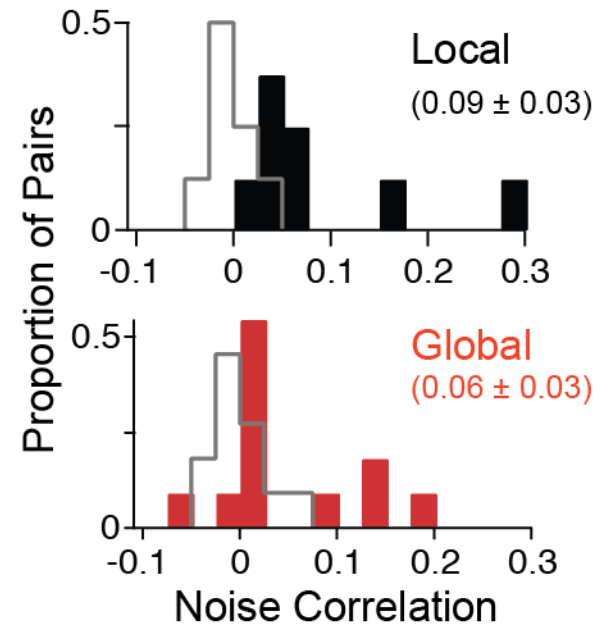 Proportion of Pairs
0.5
0
Local
(0.09 ± 0.03)
-0.1 0 0.1 0.2 0.3
0.5
0
Global
(0.06 ± 0.03)
-0.1 0 0.1 0.2 0.3
Noise Correlation